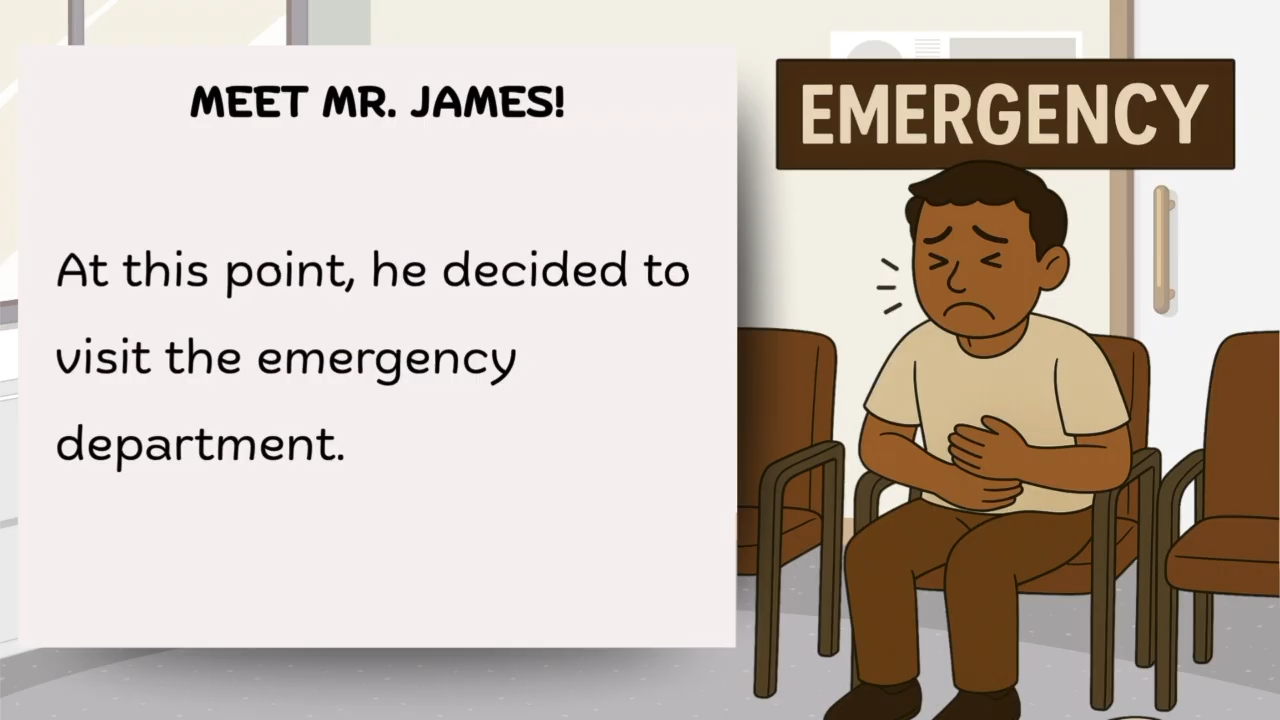 MEET MR. JAMES!
EMERGENCY
At this point, he decided to
visit the emergency
department.